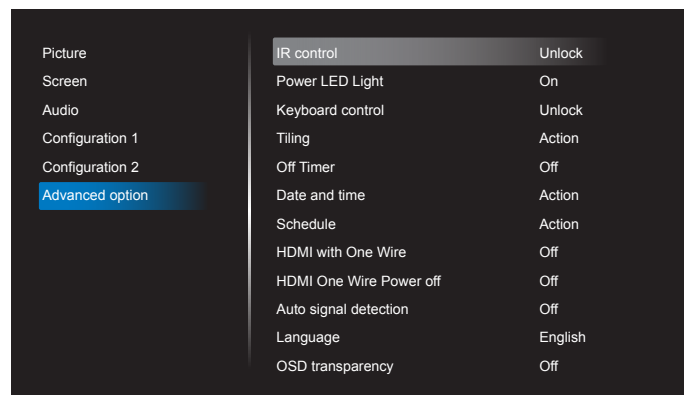 Picture
Screen
Audio
Configuration 1
Configuration 2
Advanced option
IR control Unlock
Power LED Light On
Keyboard control Unlock
Tiling Action
Off Timer Off
Date and time Action
Schedule Action
HDMI with One Wire Off
HDMI One Wire Power off Off
Auto signal detection Off
Language English
OSD transparency Off